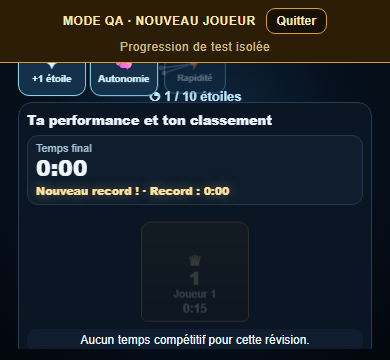 MODE QA · NOUVEAU JOUEUR Quitter
Progression de test isolée
+1 étoile Autonomie Rapidité
1 / 10 étoiles
Ta performance et ton classement
Temps final
0:00
Nouveau record ! · Record : 0:00
1
Joueur 1
0:15
Aucun temps compétitif pour cette révision.